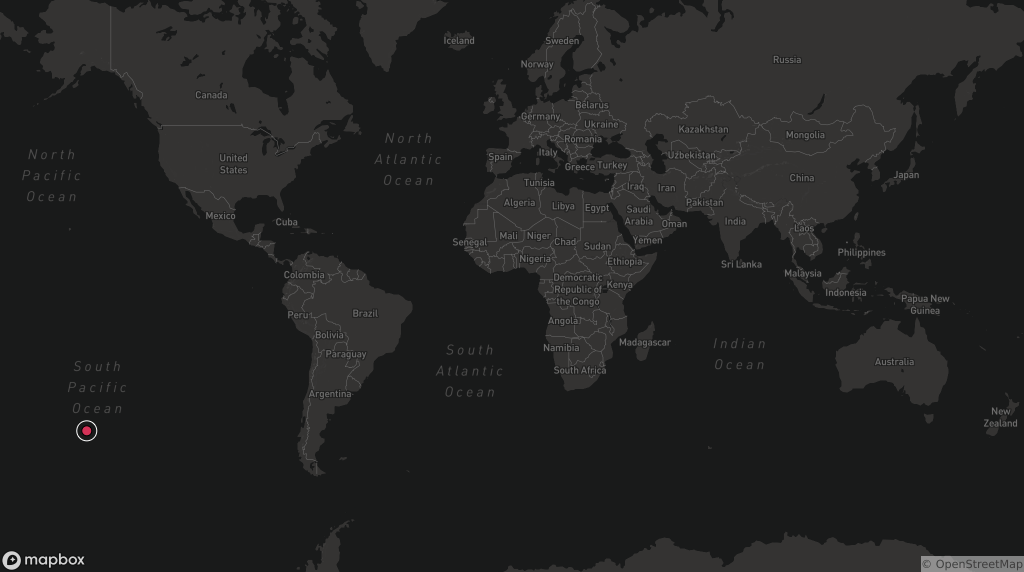 Iceland
Sweden
Norway
Russia
Canada
Belarus
Germany
Ukraine
Kazakhstan
Mongolia
Romania
North
Pacific
Ocean
North
Atlantic
Ocean
United
States
Spain
Italy
Greece
Turkey
Uzbekistan
China
Japan
Tunisia
Iraq
Iran
Pakistan
Mexico
Cuba
Algeria
Libya
Egypt
Saudi
Arabia
Oman
India
Laos
Senegal
Mali
Niger
Chad
Sudan
Yemen
Philippines
Nigeria
Ethiopia
Sri Lanka
Malaysia
Colombia
Democratic
Republic of
the Congo
Kenya
Indonesia
Papua New
Guinea
Peru
Brazil
Angola
Bolivia
Paraguay
Namibia
Madagascar
South Africa
South
Pacific
Ocean
South
Atlantic
Ocean
Indian
Ocean
Australia
Argentina
New
Zealand
mapbox
© OpenStreetMap